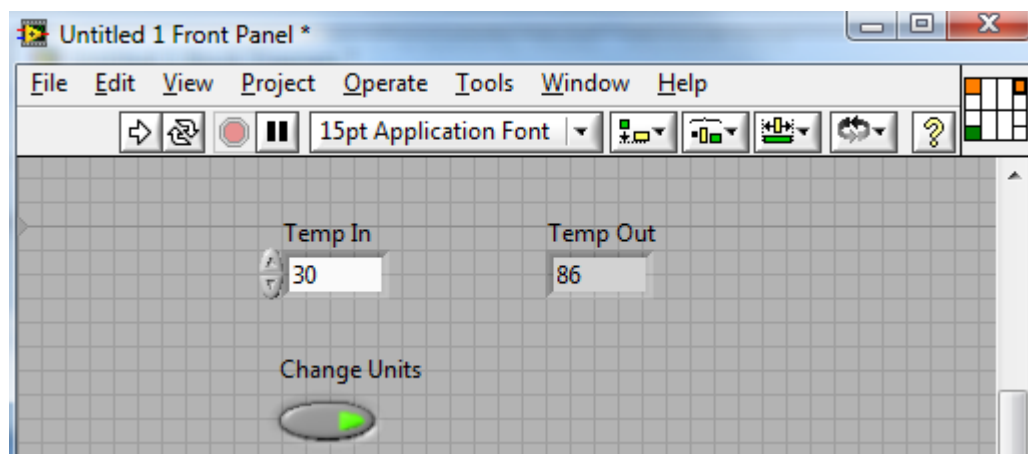 Untitled 1 Front Panel *
File Edit View Project Operate Tools Window Help
15pt Application Font
Temp In Temp Out
30 86
Change Units